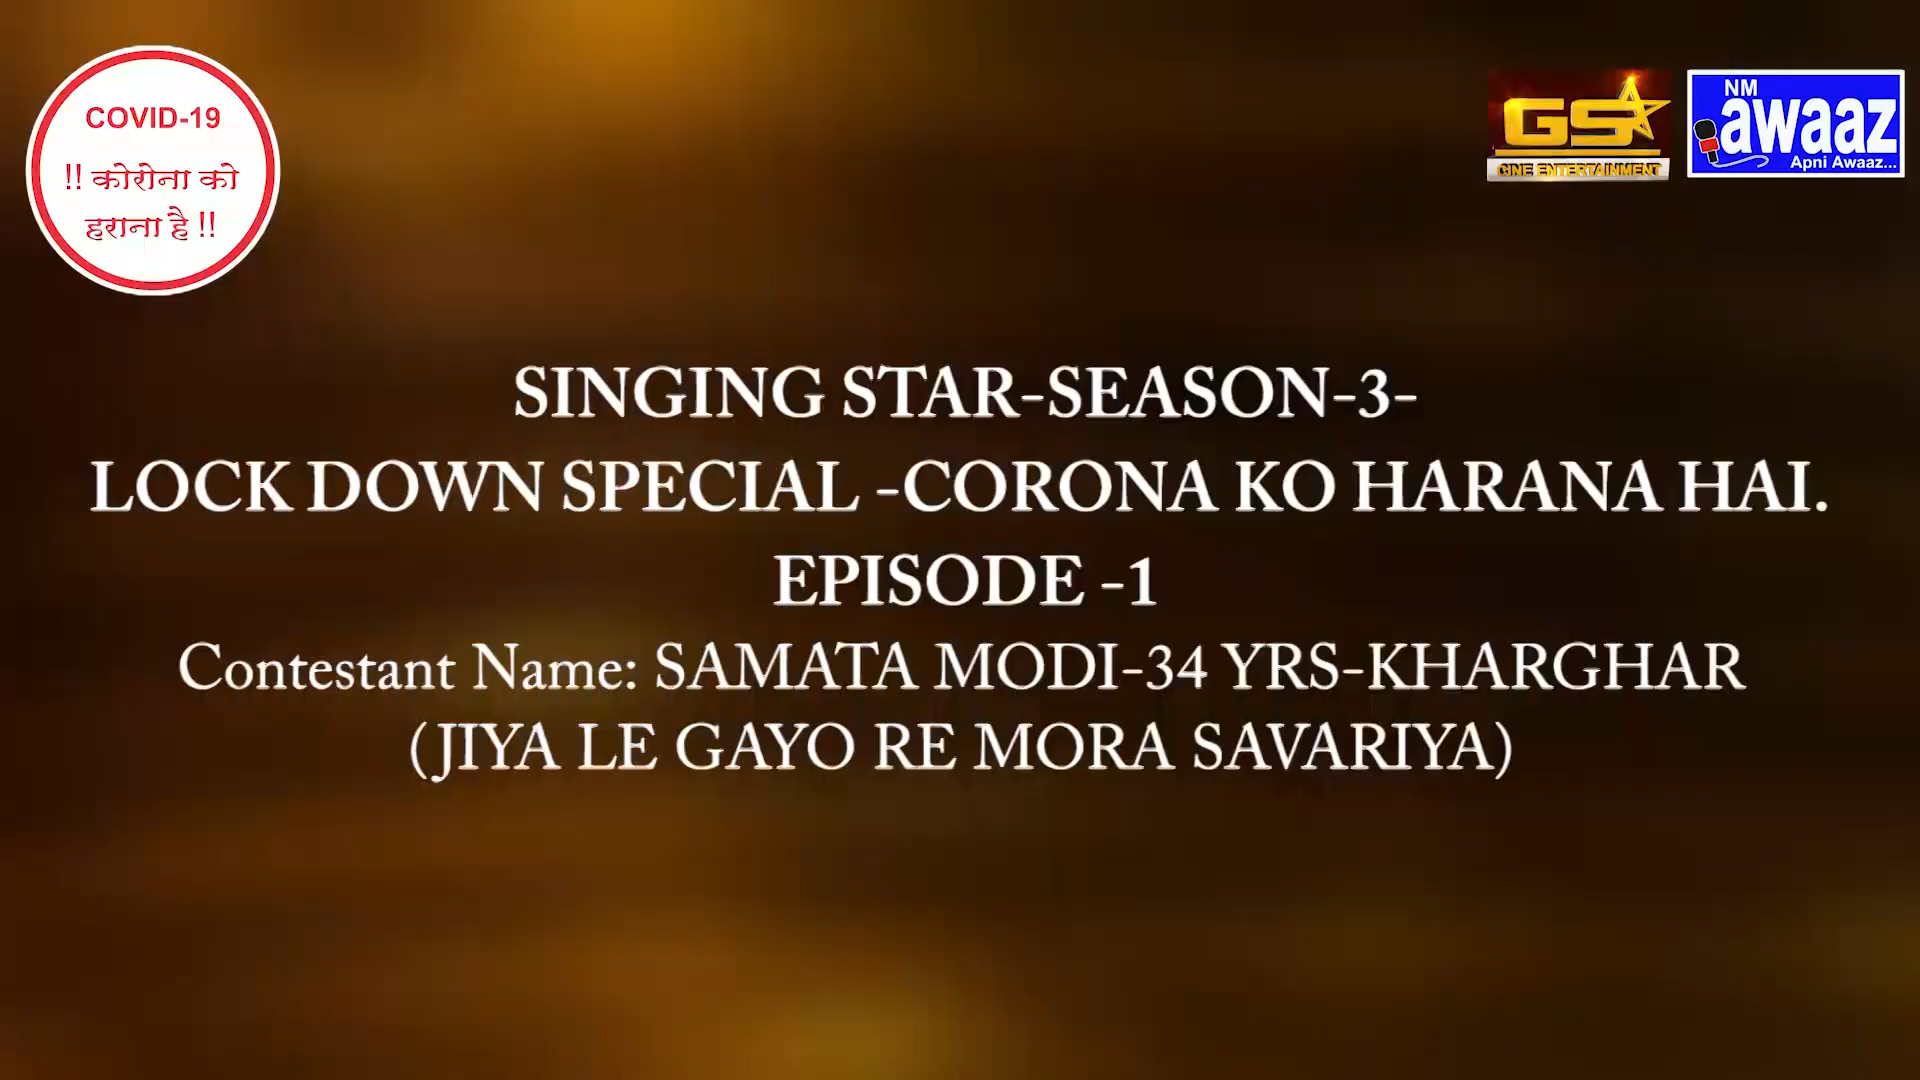 COVID-19
!! कोरोना को
हराना है !!
GS
CINE ENTERTAINMENT
NM
awaaz
Apni Awaaz...
SINGING STAR-SEASON-3-
LOCK DOWN SPECIAL -CORONA KO HARANA HAI.
EPISODE -1
Contestant Name: SAMATA MODI-34 YRS-KHARGHAR
(JIYA LE GAYO RE MORA SAVARIYA)